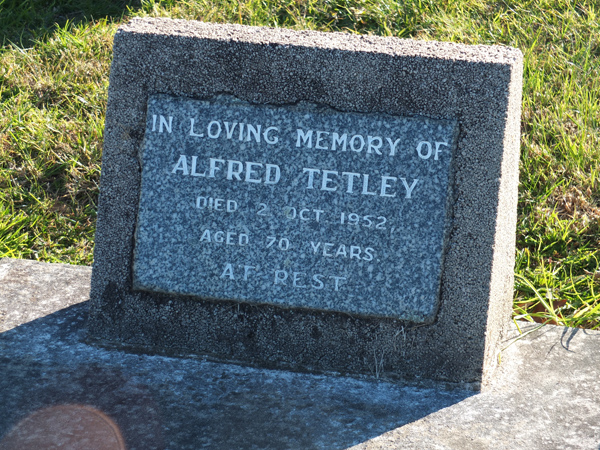 IN LOVING MEMORY OF
ALFRED TETLEY
DIED 2 OCT 1952,
AGED 70 YEARS.
AT REST